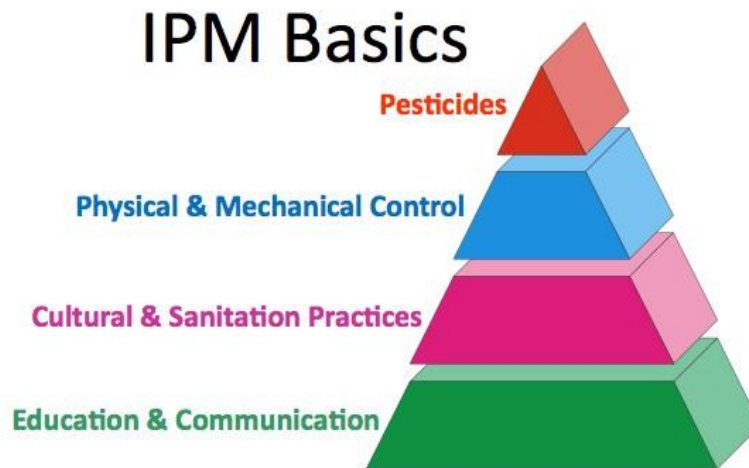 IPM Basics
Pesticides
Physical & Mechanical Control
Cultural & Sanitation Practices
Education & Communication